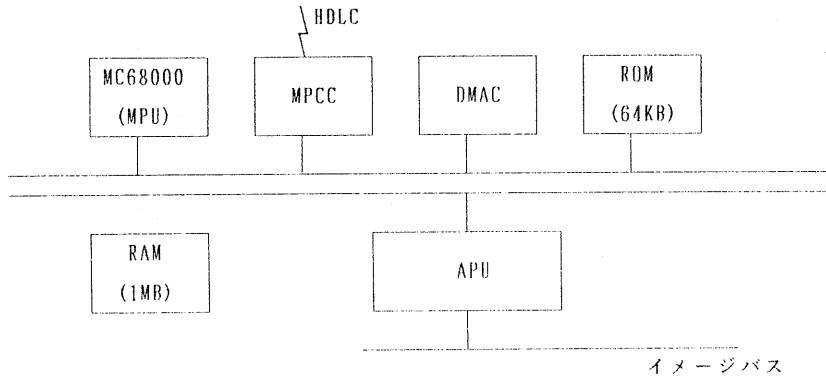 HDLC
MC68000
(MPU)
MPCC
DMAC
ROM
(64KB)
RAM
(1MB)
APU
イメージバス